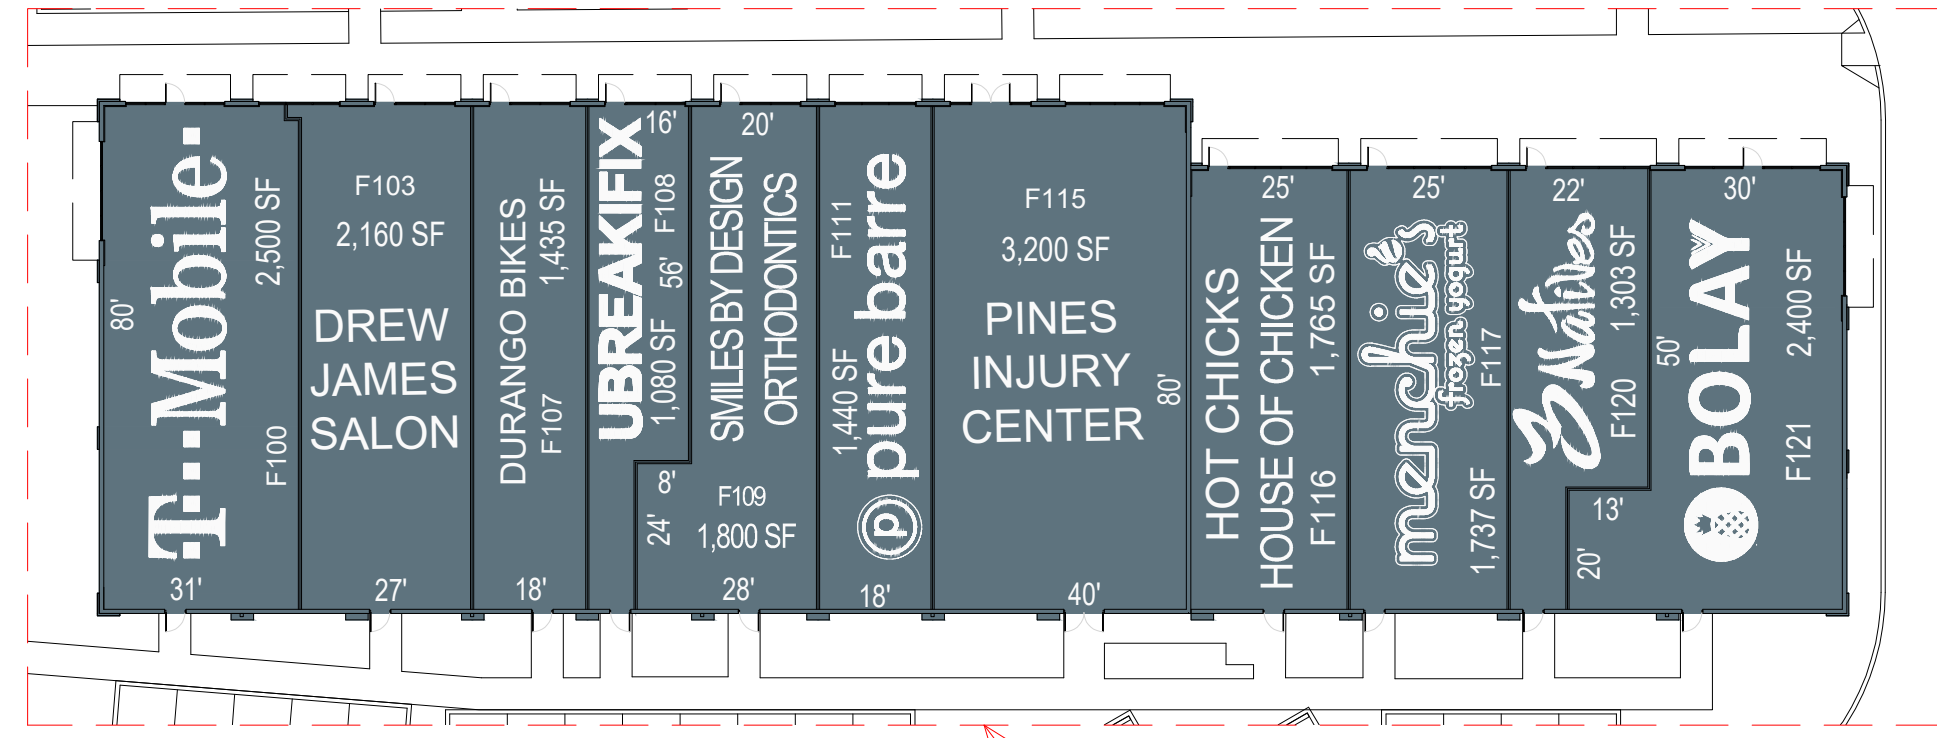 T··Mobile·
2,500 SF
F100
80'
31'
F103
2,160 SF
DREW
JAMES
SALON
27'
DURANGO BIKES
1,435 SF
F107
18'
UBREAKIFIX
16'
F108
56'
1,080 SF
8'
24'
20'
SMILES BY DESIGN
ORTHODONTICS
F109
1,800 SF
28'
F111
1,440 SF
p pure barre
18'
F115
3,200 SF
PINES
INJURY
CENTER
80'
40'
25'
HOT CHICKS
HOUSE OF CHICKEN
1,765 SF
F116
25'
menchie's
frozen yogurt
F117
1,737 SF
22'
3Natives
1,303 SF
F120
50'
13'
20'
30'
BOLAY
2,400 SF
F121